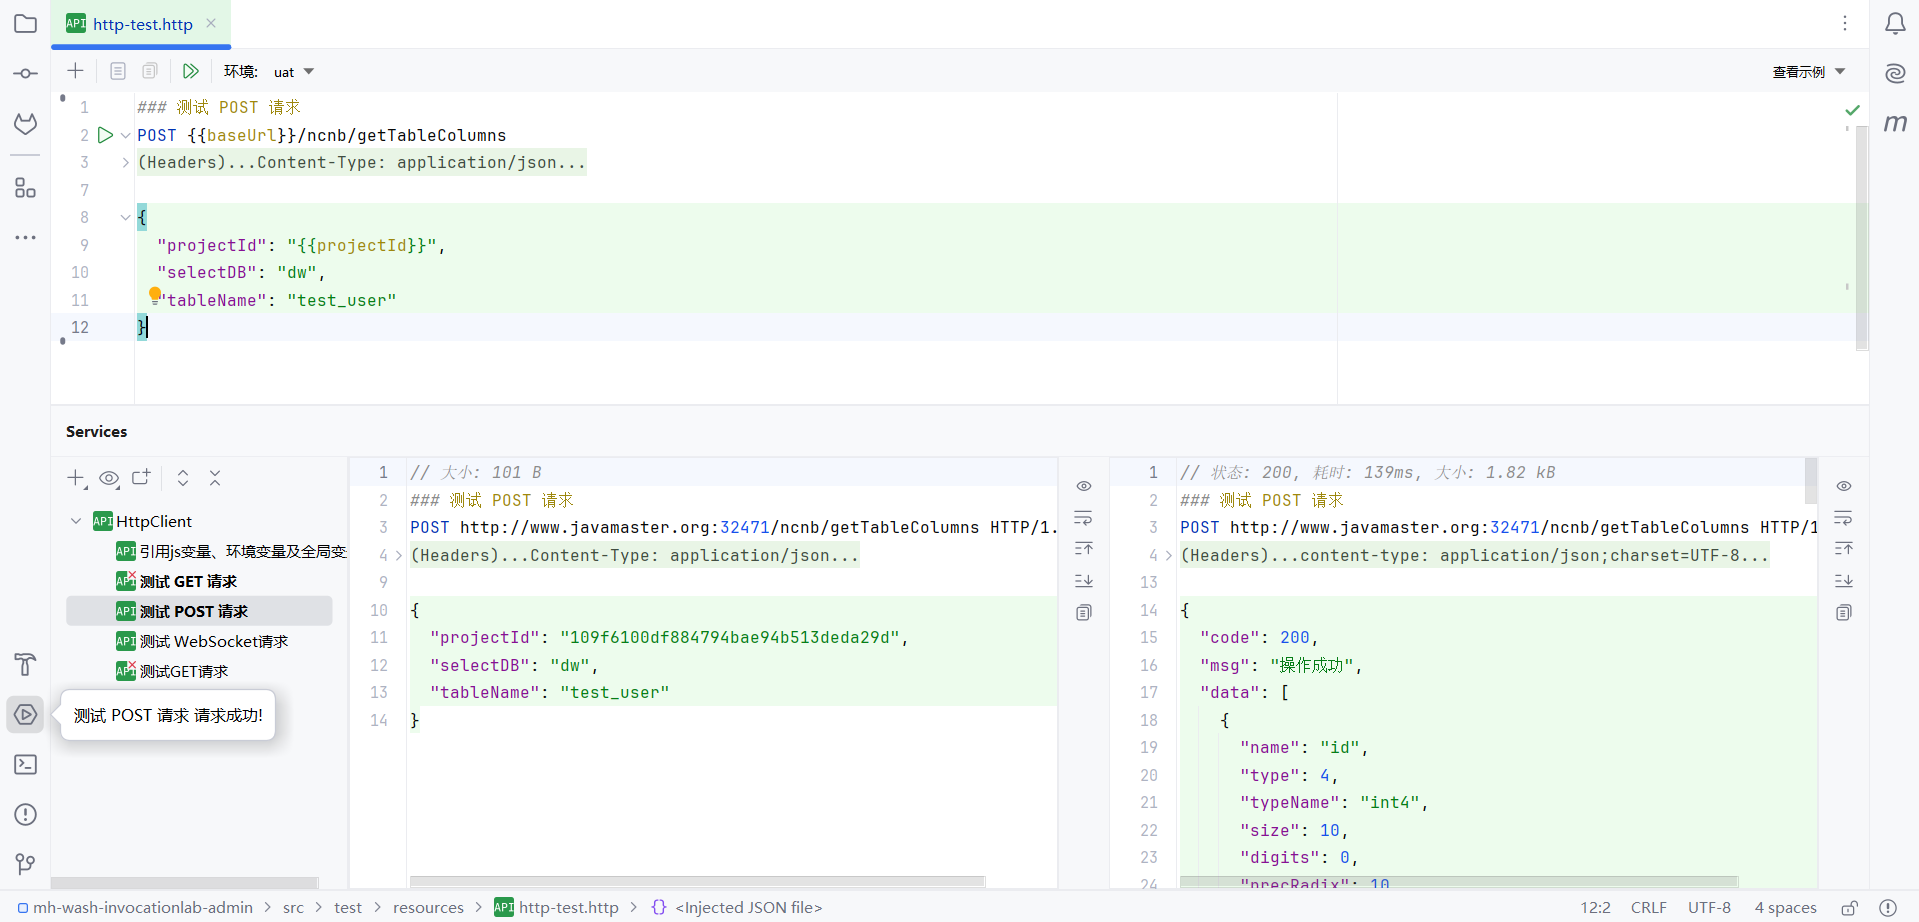 API http-test.http
环境: uat
查看示例
1 ### 测试 POST 请求
2 POST {{baseUrl}}/ncnb/getTableColumns
3 (Headers)...Content-Type: application/json...
7
8 {
9 "projectId": "{{projectId}}",
10 "selectDB": "dw",
11 "tableName": "test_user"
12 }
m
Services
API HttpClient
API 引用js变量、环境变量及全局变
API 测试 GET 请求
API 测试 POST 请求
API 测试 WebSocket请求
API 测试GET请求
测试 POST 请求 请求成功!
1 // 大小: 101 B
2 ### 测试 POST 请求
3 POST http://www.javamaster.org:32471/ncnb/getTableColumns HTTP/1.
4 (Headers)...Content-Type: application/json...
9
10 {
11 "projectId": "109f6100df884794bae94b513deda29d",
12 "selectDB": "dw",
13 "tableName": "test_user"
14 }
1 // 状态: 200, 耗时: 139ms, 大小: 1.82 kB
2 ### 测试 POST 请求
3 POST http://www.javamaster.org:32471/ncnb/getTableColumns HTTP/1
4 (Headers)...content-type: application/json;charset=UTF-8...
13
14 {
15 "code": 200,
16 "msg": "操作成功",
17 "data": [
18 {
19 "name": "id",
20 "type": 4,
21 "typeName": "int4",
22 "size": 10,
23 "digits": 0,
24 "precRadix": 10
mh-wash-invocationlab-admin > src > test > resources > API http-test.http > {} <Injected JSON file>
12:2 CRLF UTF-8 4 spaces